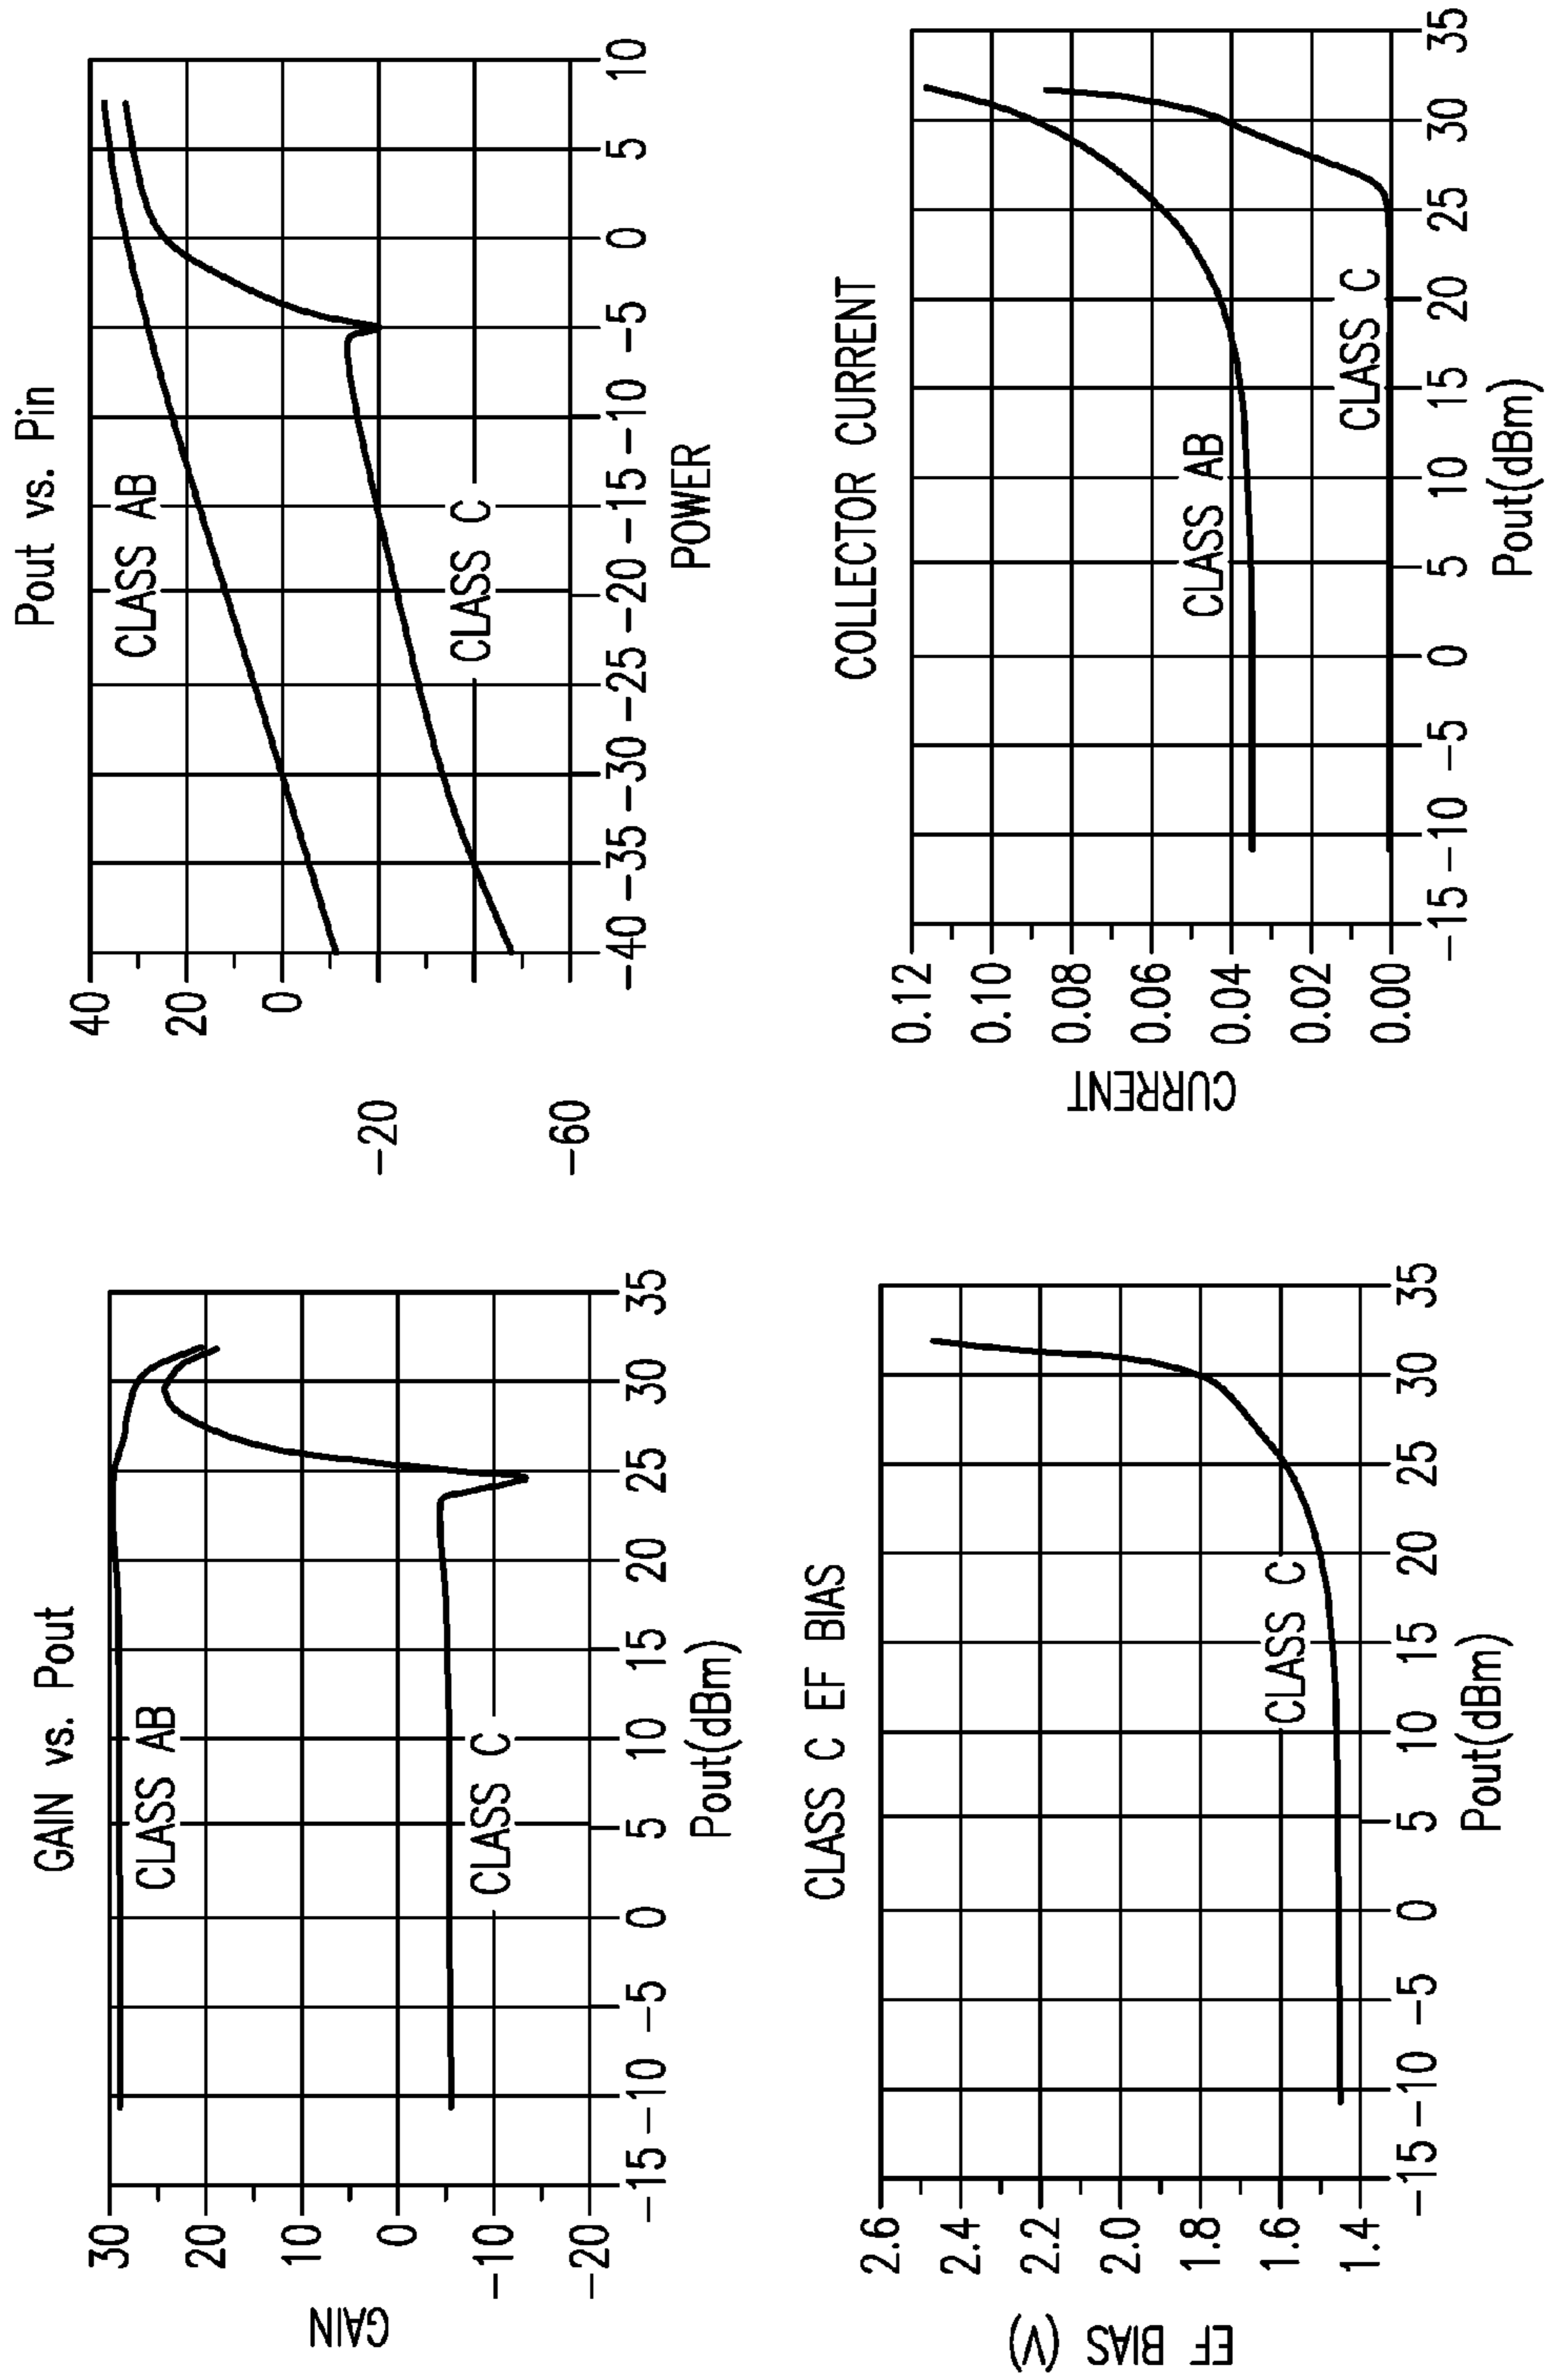 GAIN vs. Pout
GAIN
30
20
10
0
-10
-20
CLASS AB
CLASS C
-15 -10 -5 0 5 10 15 20 25 30 35
Pout(dBm)
Pout vs. Pin
40
20
0
-20
-60
CLASS AB
CLASS C
-40 -35 -30 -25 -20 -15 -10 -5 0 5 10
POWER
CLASS C EF BIAS
EF BIAS (V)
2.6
2.4
2.2
2.0
1.8
1.6
1.4
CLASS C
-15 -10 -5 0 5 10 15 20 25 30 35
Pout(dBm)
COLLECTOR CURRENT
CURRENT
0.12
0.10
0.08
0.06
0.04
0.02
0.00
CLASS AB
CLASS C
-15 -10 -5 0 5 10 15 20 25 30 35
Pout(dBm)